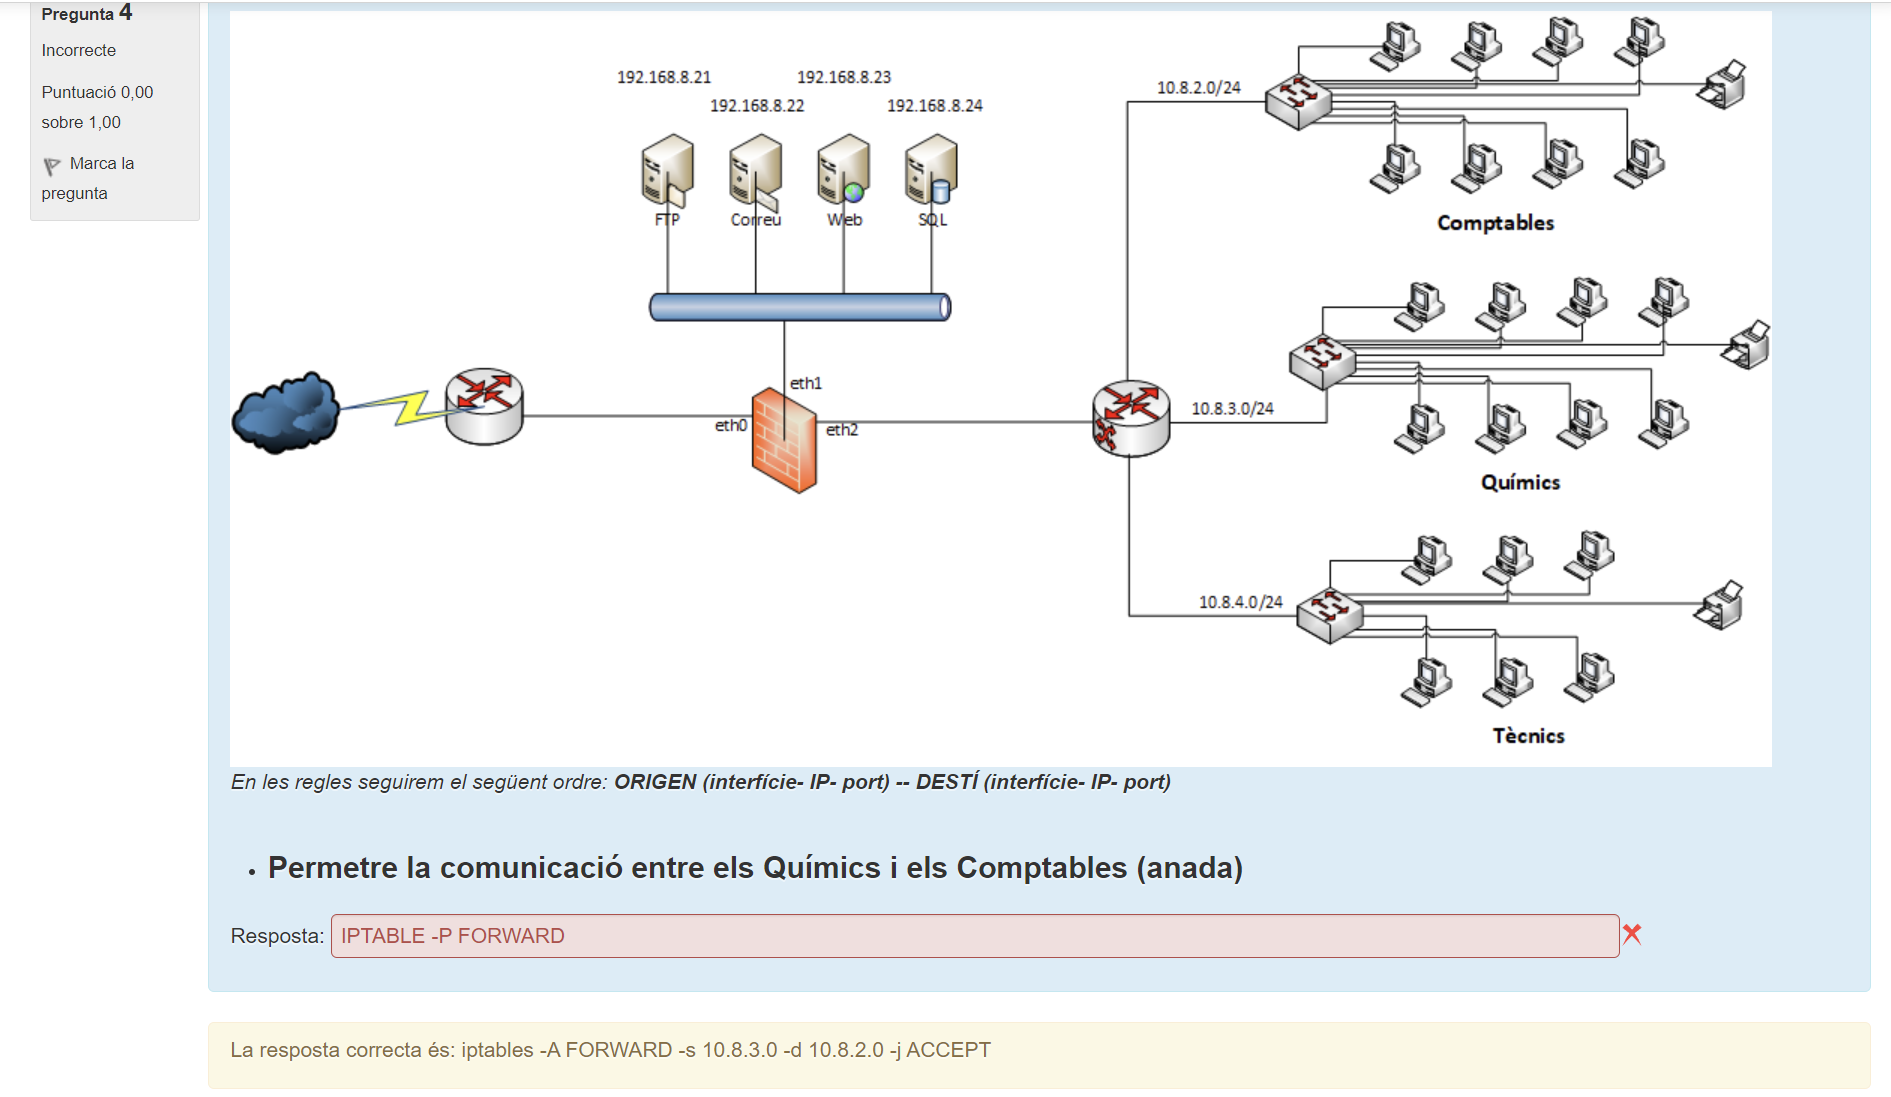 Pregunta 4
Incorrecte
Puntuació 0,00
sobre 1,00
Marca la
pregunta
192.168.8.21
192.168.8.23
192.168.8.22
192.168.8.24
FTP
Correu
Web
SQL
10.8.2.0/24
Comptables
eth1
eth0
eth2
10.8.3.0/24
Químics
10.8.4.0/24
Tècnics
En les regles seguirem el següent ordre: ORIGEN (interfície- IP- port) -- DESTÍ (interfície- IP- port)
• Permetre la comunicació entre els Químics i els Comptables (anada)
Resposta: IPTABLE -P FORWARD
La resposta correcta és: iptables -A FORWARD -s 10.8.3.0 -d 10.8.2.0 -j ACCEPT